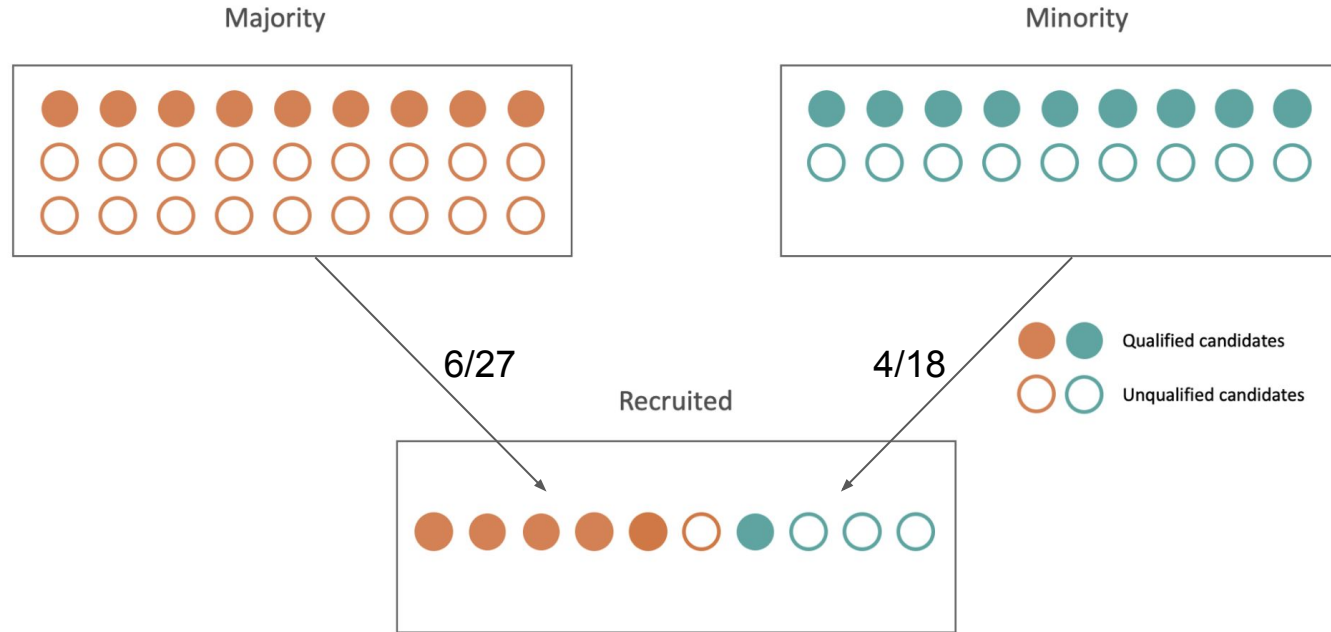 Majority
Minority
6/27
4/18
Qualified candidates
Unqualified candidates
Recruited